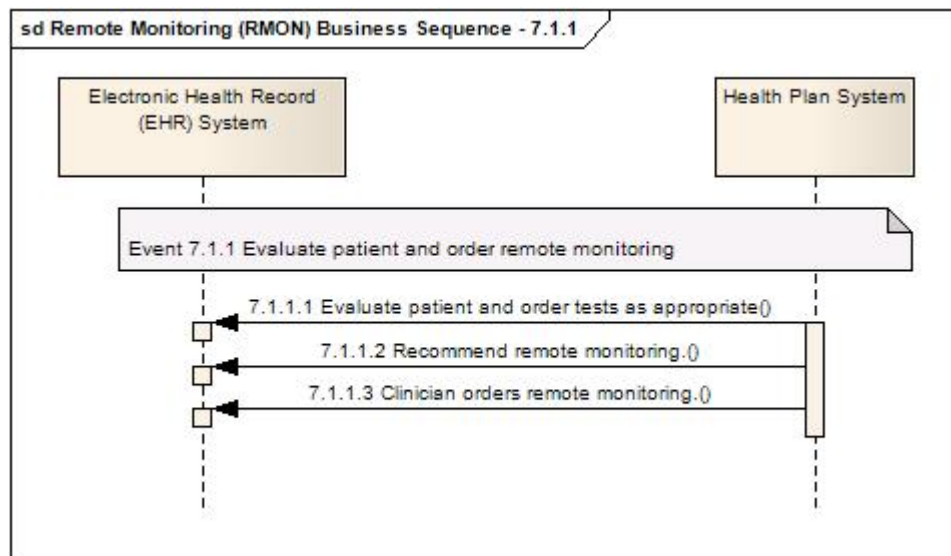 sd Remote Monitoring (RMON) Business Sequence - 7.1.1
Electronic Health Record
(EHR) System
Health Plan System
Event 7.1.1 Evaluate patient and order remote monitoring
7.1.1.1 Evaluate patient and order tests as appropriate()
7.1.1.2 Recommend remote monitoring.()
7.1.1.3 Clinician orders remote monitoring.()